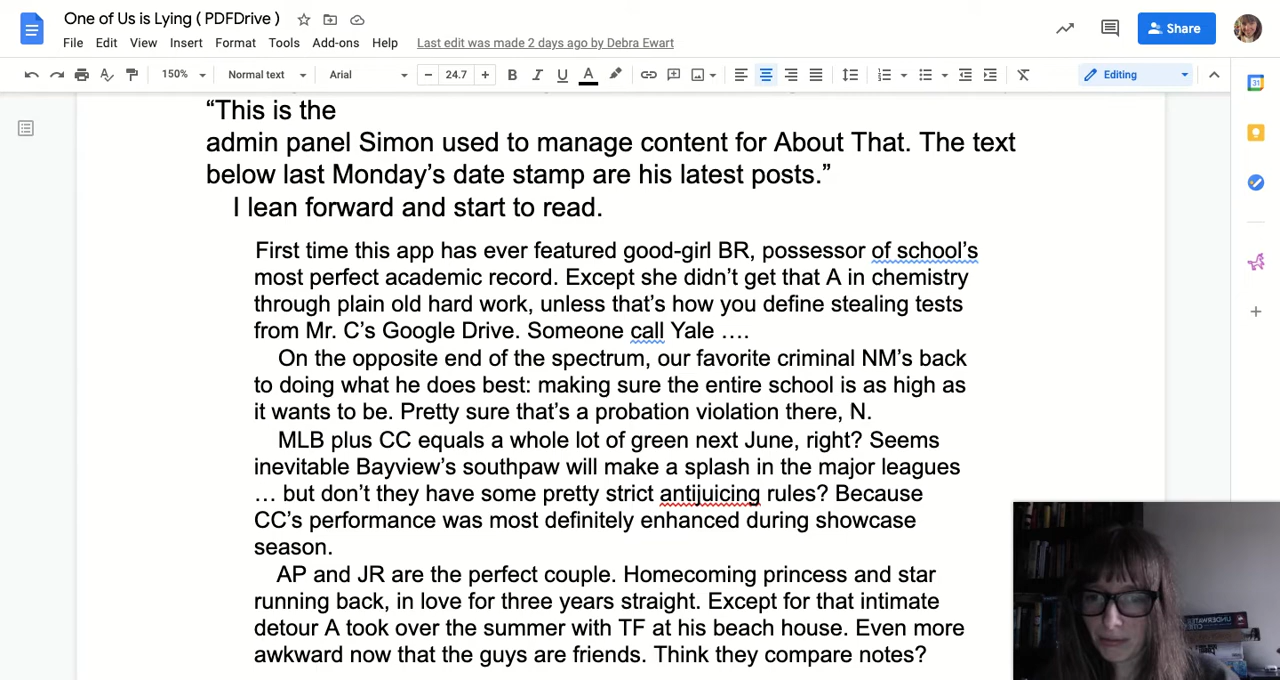 One of Us is Lying ( PDFDrive )
File Edit View Insert Format Tools Add-ons Help Last edit was made 2 days ago by Debra Ewart
Share
150% Normal text Arial 24.7 B I U A Editing
31
“This is the
admin panel Simon used to manage content for About That. The text
below last Monday’s date stamp are his latest posts.”
I lean forward and start to read.
First time this app has ever featured good-girl BR, possessor of school’s
most perfect academic record. Except she didn’t get that A in chemistry
through plain old hard work, unless that’s how you define stealing tests
from Mr. C’s Google Drive. Someone call Yale ….
On the opposite end of the spectrum, our favorite criminal NM’s back
to doing what he does best: making sure the entire school is as high as
it wants to be. Pretty sure that’s a probation violation there, N.
MLB plus CC equals a whole lot of green next June, right? Seems
inevitable Bayview’s southpaw will make a splash in the major leagues
… but don’t they have some pretty strict antijuicing rules? Because
CC’s performance was most definitely enhanced during showcase
season.
AP and JR are the perfect couple. Homecoming princess and star
running back, in love for three years straight. Except for that intimate
detour A took over the summer with TF at his beach house. Even more
awkward now that the guys are friends. Think they compare notes?